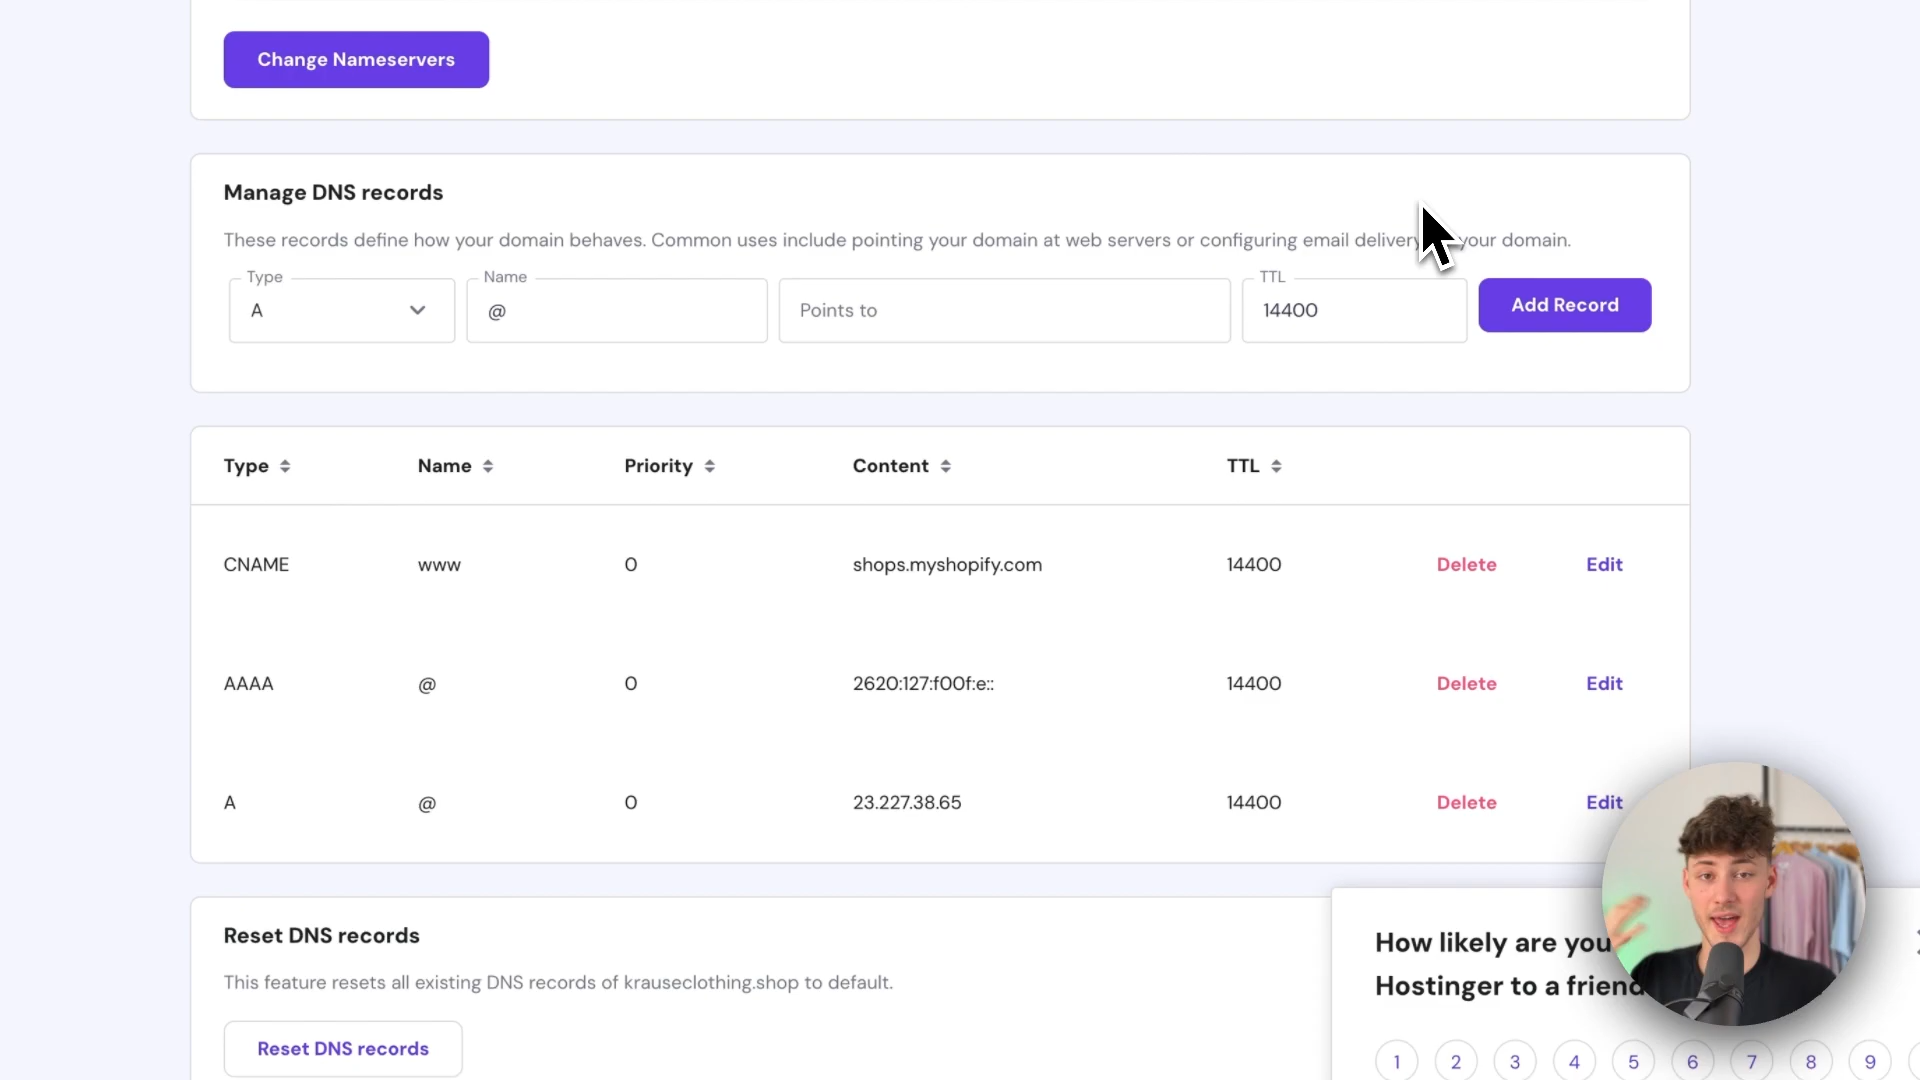 Change Nameservers
Manage DNS records
These records define how your domain behaves. Common uses include pointing your domain at web servers or configuring email delivery your domain.
Type
Name
TTL
A
@
Points to
14400
Add Record
Type Name Priority Content TTL
CNAME www 0 shops.myshopify.com 14400 Delete Edit
AAAA @ 0 2620:127:f00f:e:: 14400 Delete Edit
A @ 0 23.227.38.65 14400 Delete Edit
Reset DNS records
This feature resets all existing DNS records of krauseclothing.shop to default.
Reset DNS records
How likely are you
Hostinger to a friend
1 2 3 4 5 6 7 8 9